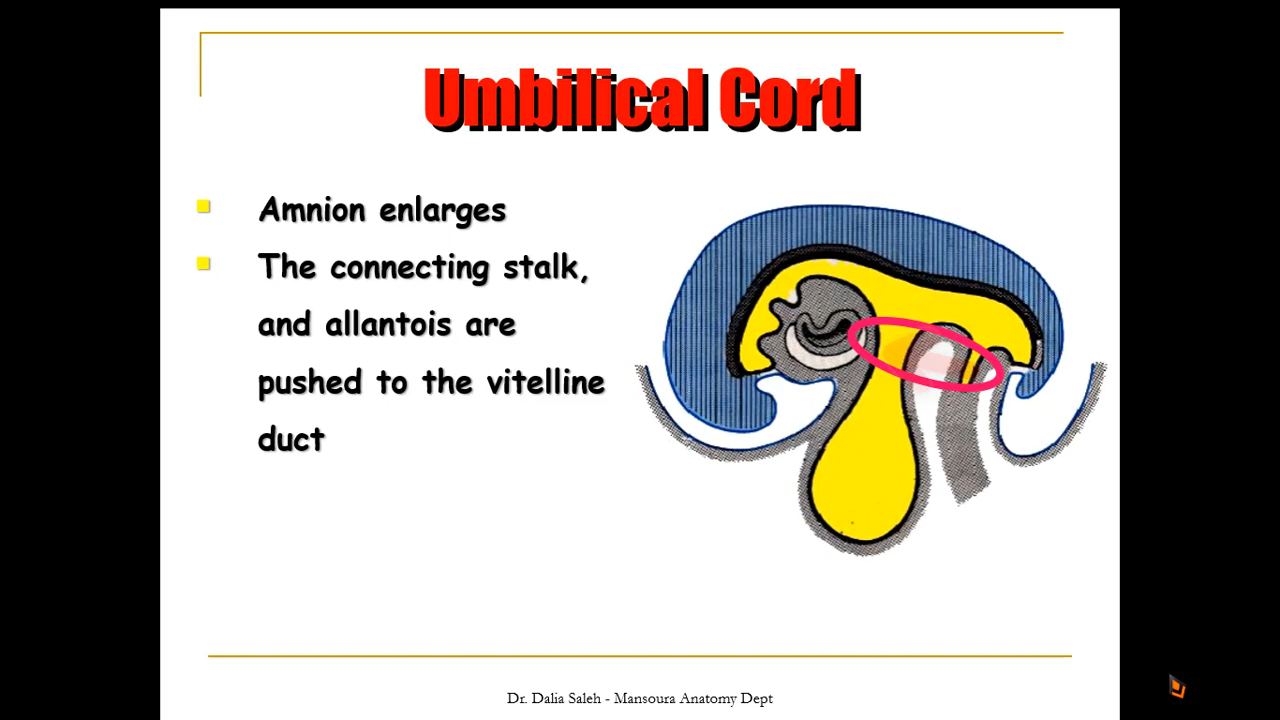 Umbilical Cord
Amnion enlarges
The connecting stalk,
and allantois are
pushed to the vitelline
duct
Dr. Dalia Saleh - Mansoura Anatomy Dept